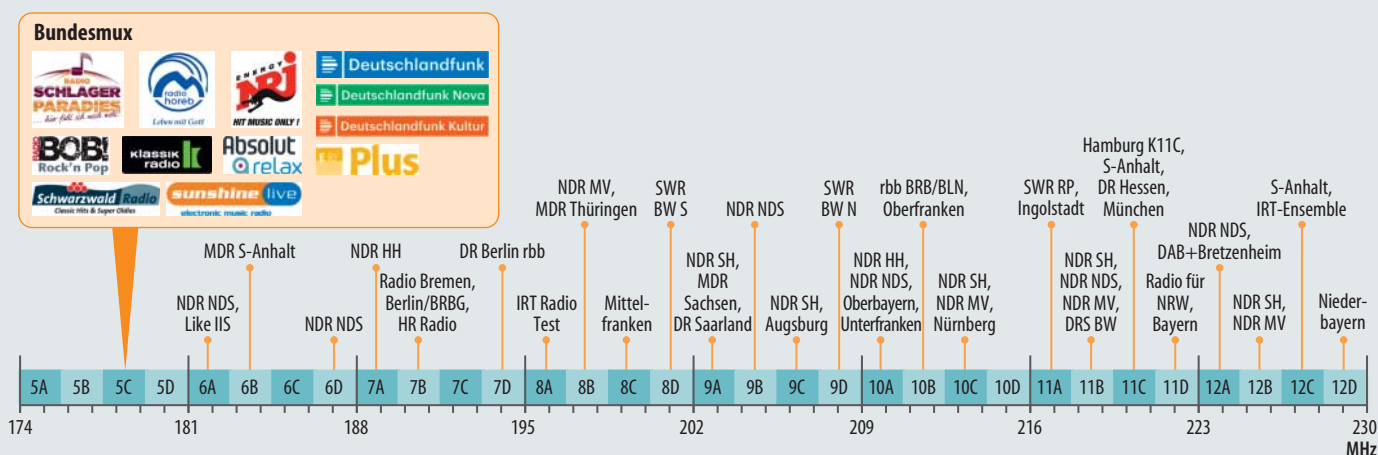 Bundesmux
RADIO
SCHLAGER
PARADIES
radio
horeb
Leben mit Gott
ENERGY
NRJ
HIT MUSIC ONLY !
Deutschlandfunk
Deutschlandfunk Nova
Deutschlandfunk Kultur
RADIO
BOB!
Rock'n Pop
klassik
radio
Absolut
relax
Plus
Schwarzwald Radio
Classic Hits & Super Oldies
sunshine live
electronic music radio
NDR NDS,
Like IIS
MDR S-Anhalt
NDR NDS
NDR HH
Radio Bremen,
Berlin/BRBG,
HR Radio
DR Berlin rbb
IRT Radio
Test
NDR MV,
MDR Thüringen
Mittel-
franken
SWR
BW S
NDR SH,
MDR
Sachsen,
DR Saarland
NDR NDS
NDR SH,
Augsburg
SWR
BW N
NDR HH,
NDR NDS,
Oberbayern,
Unterfranken
rbb BRB/BLN,
Oberfranken
NDR SH,
NDR MV,
Nürnberg
SWR RP,
Ingolstadt
NDR SH,
NDR NDS,
NDR MV,
DRS BW
Hamburg K11C,
S-Anhalt,
DR Hessen,
München
Radio für
NRW,
Bayern
NDR NDS,
DAB+Bretzenheim
NDR SH,
NDR MV
S-Anhalt,
IRT-Ensemble
Nieder-
bayern
5A 5B 5C 5D 6A 6B 6C 6D 7A 7B 7C 7D 8A 8B 8C 8D 9A 9B 9C 9D 10A 10B 10C 10D 11A 11B 11C 11D 12A 12B 12C 12D
174 181 188 195 202 209 216 223 230
MHz